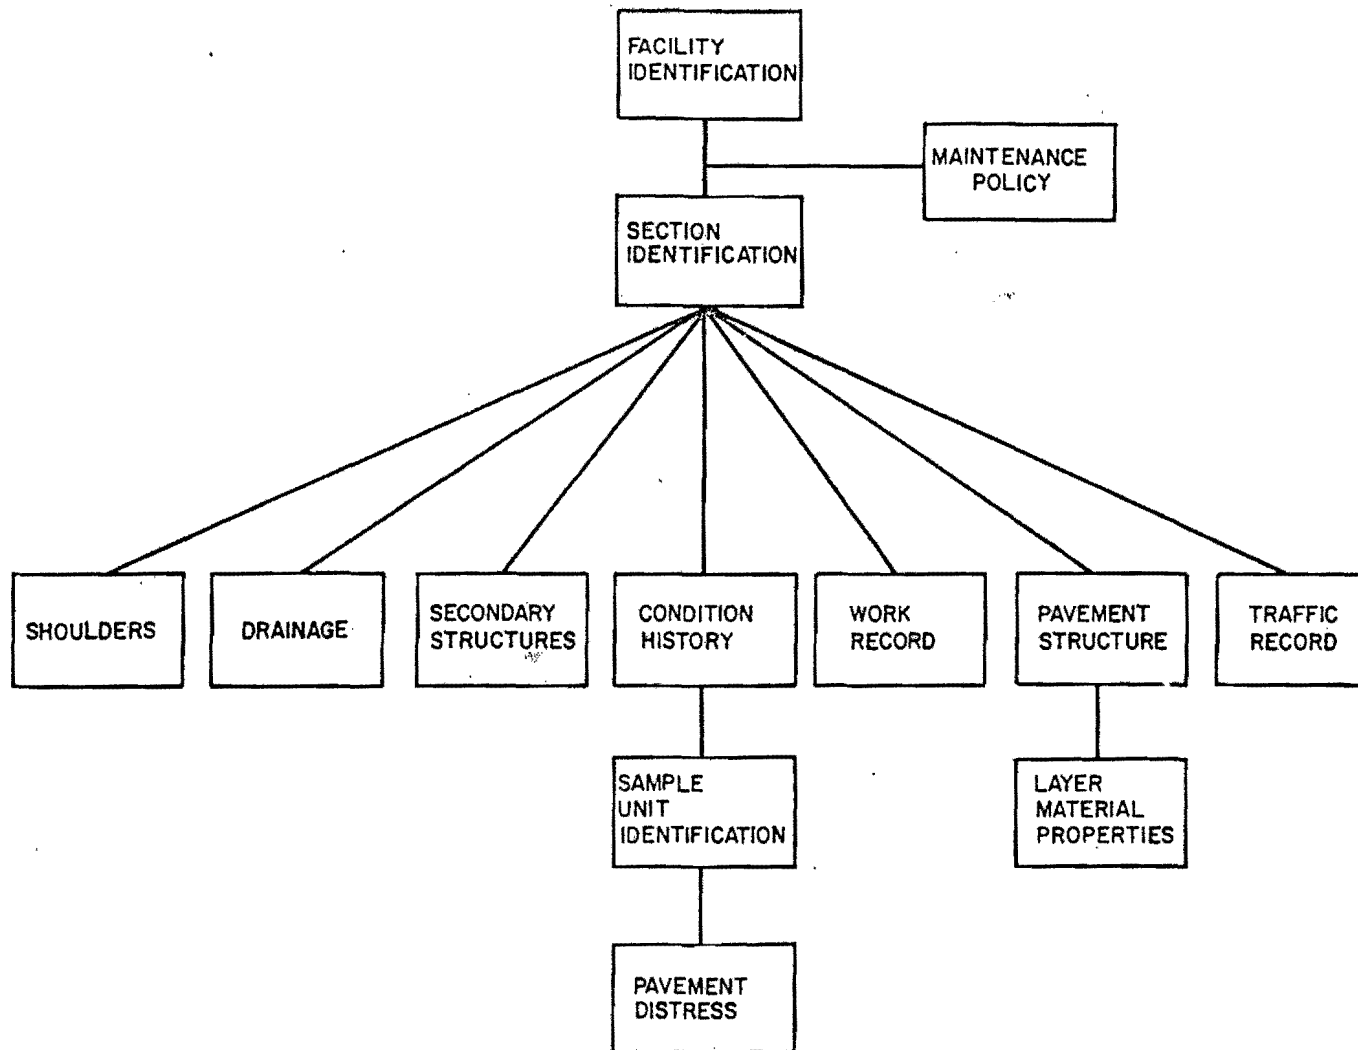 FACILITY
IDENTIFICATION
MAINTENANCE
POLICY
SECTION
IDENTIFICATION
SHOULDERS
DRAINAGE
SECONDARY
STRUCTURES
CONDITION
HISTORY
WORK
RECORD
PAVEMENT
STRUCTURE
TRAFFIC
RECORD
SAMPLE
UNIT
IDENTIFICATION
LAYER
MATERIAL
PROPERTIES
PAVEMENT
DISTRESS